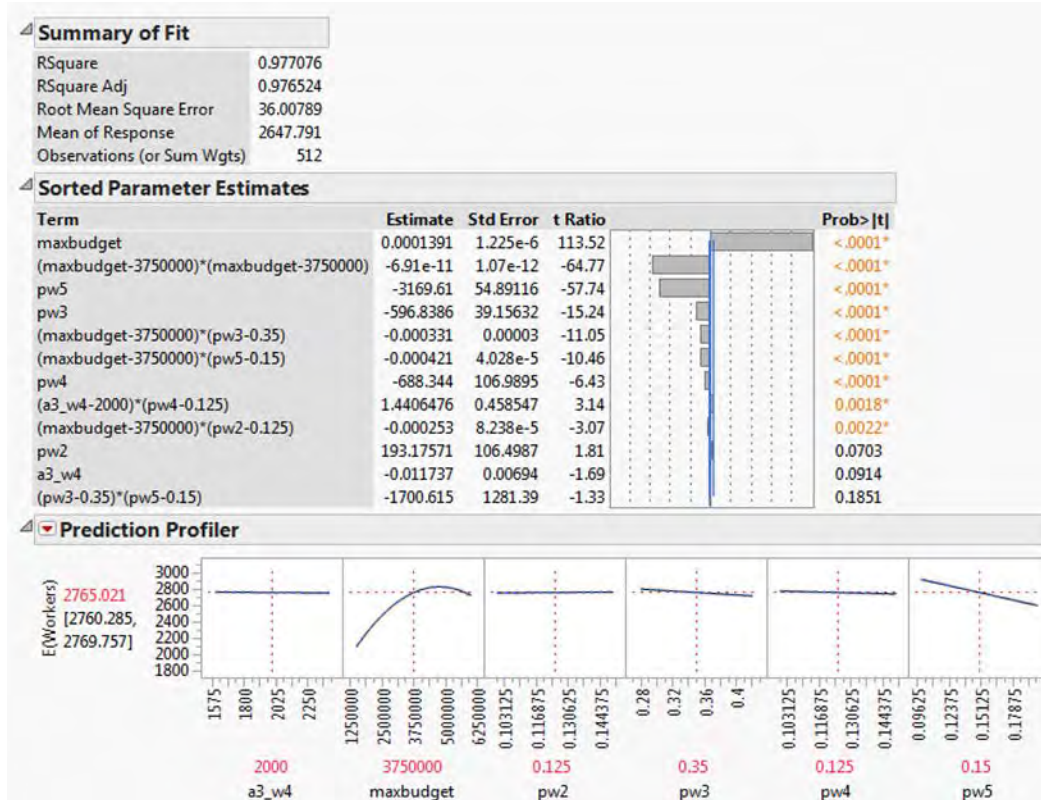 Summary of Fit
RSquare 0.977076
RSquare Adj 0.976524
Root Mean Square Error 36.00789
Mean of Response 2647.791
Observations (or Sum Wgts) 512
Sorted Parameter Estimates
Term Estimate Std Error t Ratio Prob>|t|
maxbudget 0.0001391 1.225e-6 113.52 <.0001*
(maxbudget-3750000)*(maxbudget-3750000) -6.91e-11 1.07e-12 -64.77 <.0001*
pw5 -3169.61 54.89116 -57.74 <.0001*
pw3 -596.8386 39.15632 -15.24 <.0001*
(maxbudget-3750000)*(pw3-0.35) -0.000331 0.00003 -11.05 <.0001*
(maxbudget-3750000)*(pw5-0.15) -0.000421 4.028e-5 -10.46 <.0001*
pw4 -688.344 106.9895 -6.43 <.0001*
(a3_w4-2000)*(pw4-0.125) 1.4406476 0.458547 3.14 0.0018*
(maxbudget-3750000)*(pw2-0.125) -0.000253 8.238e-5 -3.07 0.0022*
pw2 193.17571 106.4987 1.81 0.0703
a3_w4 -0.011737 0.00694 -1.69 0.0914
(pw3-0.35)*(pw5-0.15) -1700.615 1281.39 -1.33 0.1851
Prediction Profiler
E(Workers)
2765.021
[2760.285,
2769.757]
3000
2800
2600
2400
2200
2000
1800
1575 1800 2025 2250 1250000 2500000 3750000 5000000 6250000 0.103125 0.116875 0.130625 0.144375 0.28 0.32 0.36 0.4 0.103125 0.116875 0.130625 0.144375 0.09625 0.12375 0.15125 0.17875
2000 3750000 0.125 0.35 0.125 0.15
a3_w4 maxbudget pw2 pw3 pw4 pw5